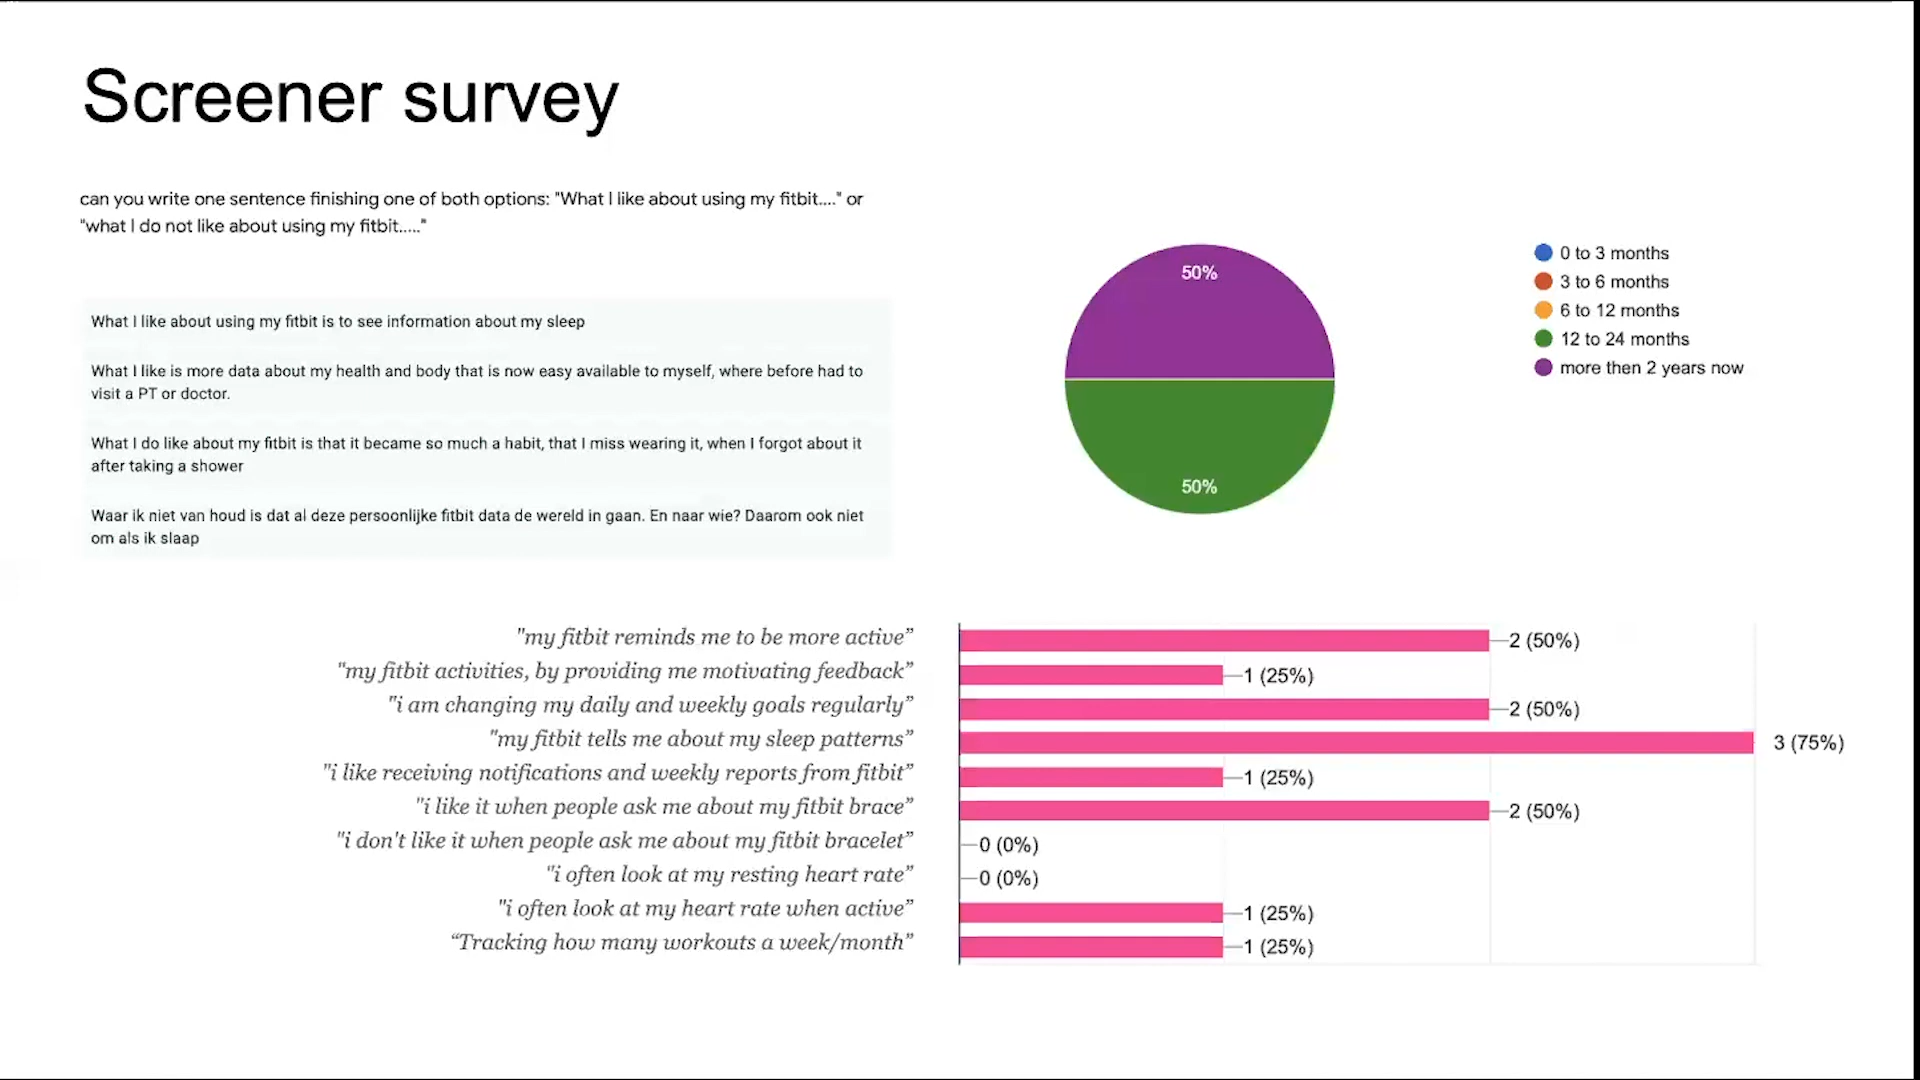 Screener survey
can you write one sentence finishing one of both options: "What I like about using my fitbit...." or
"what I do not like about using my fitbit....."
What I like about using my fitbit is to see information about my sleep
What I like is more data about my health and body that is now easy available to myself, where before had to
visit a PT or doctor.
What I do like about my fitbit is that it became so much a habit, that I miss wearing it, when I forgot about it
after taking a shower
Waar ik niet van houd is dat al deze persoonlijke fitbit data de wereld in gaan. En naar wie? Daarom ook niet
om als ik slaap
50%
50%
0 to 3 months
3 to 6 months
6 to 12 months
12 to 24 months
more then 2 years now
"my fitbit reminds me to be more active” 2 (50%)
"my fitbit activities, by providing me motivating feedback” 1 (25%)
"i am changing my daily and weekly goals regularly” 2 (50%)
"my fitbit tells me about my sleep patterns” 3 (75%)
"i like receiving notifications and weekly reports from fitbit” 1 (25%)
"i like it when people ask me about my fitbit brace” 2 (50%)
"i don't like it when people ask me about my fitbit bracelet” 0 (0%)
"i often look at my resting heart rate” 0 (0%)
"i often look at my heart rate when active” 1 (25%)
“Tracking how many workouts a week/month” 1 (25%)